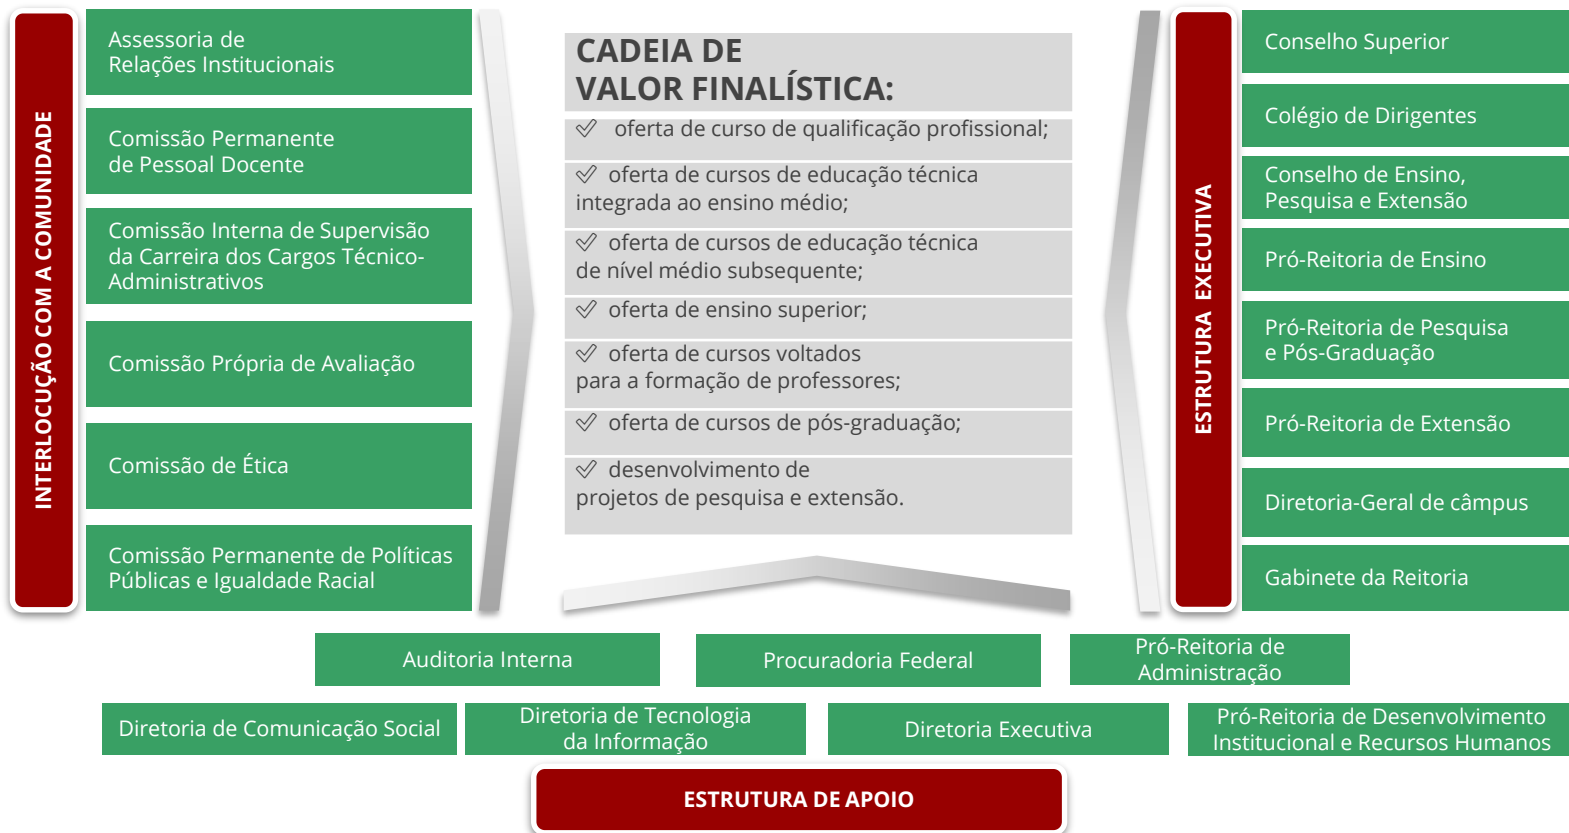 INTERLOCUÇÃO COM A COMUNIDADE
Assessoria de
Relações Institucionais
Comissão Permanente
de Pessoal Docente
Comissão Interna de Supervisão
da Carreira dos Cargos Técnico-
Administrativos
Comissão Própria de Avaliação
Comissão de Ética
Comissão Permanente de Políticas
Públicas e Igualdade Racial
CADEIA DE
VALOR FINALÍSTICA:
✓ oferta de curso de qualificação profissional;
✓ oferta de cursos de educação técnica
integrada ao ensino médio;
✓ oferta de cursos de educação técnica
de nível médio subsequente;
✓ oferta de ensino superior;
✓ oferta de cursos voltados
para a formação de professores;
✓ oferta de cursos de pós-graduação;
✓ desenvolvimento de
projetos de pesquisa e extensão.
ESTRUTURA EXECUTIVA
Conselho Superior
Colégio de Dirigentes
Conselho de Ensino,
Pesquisa e Extensão
Pró-Reitoria de Ensino
Pró-Reitoria de Pesquisa
e Pós-Graduação
Pró-Reitoria de Extensão
Diretoria-Geral de câmpus
Gabinete da Reitoria
Auditoria Interna
Procuradoria Federal
Pró-Reitoria de
Administração
Diretoria de Comunicação Social
Diretoria de Tecnologia
da Informação
Diretoria Executiva
Pró-Reitoria de Desenvolvimento
Institucional e Recursos Humanos
ESTRUTURA DE APOIO